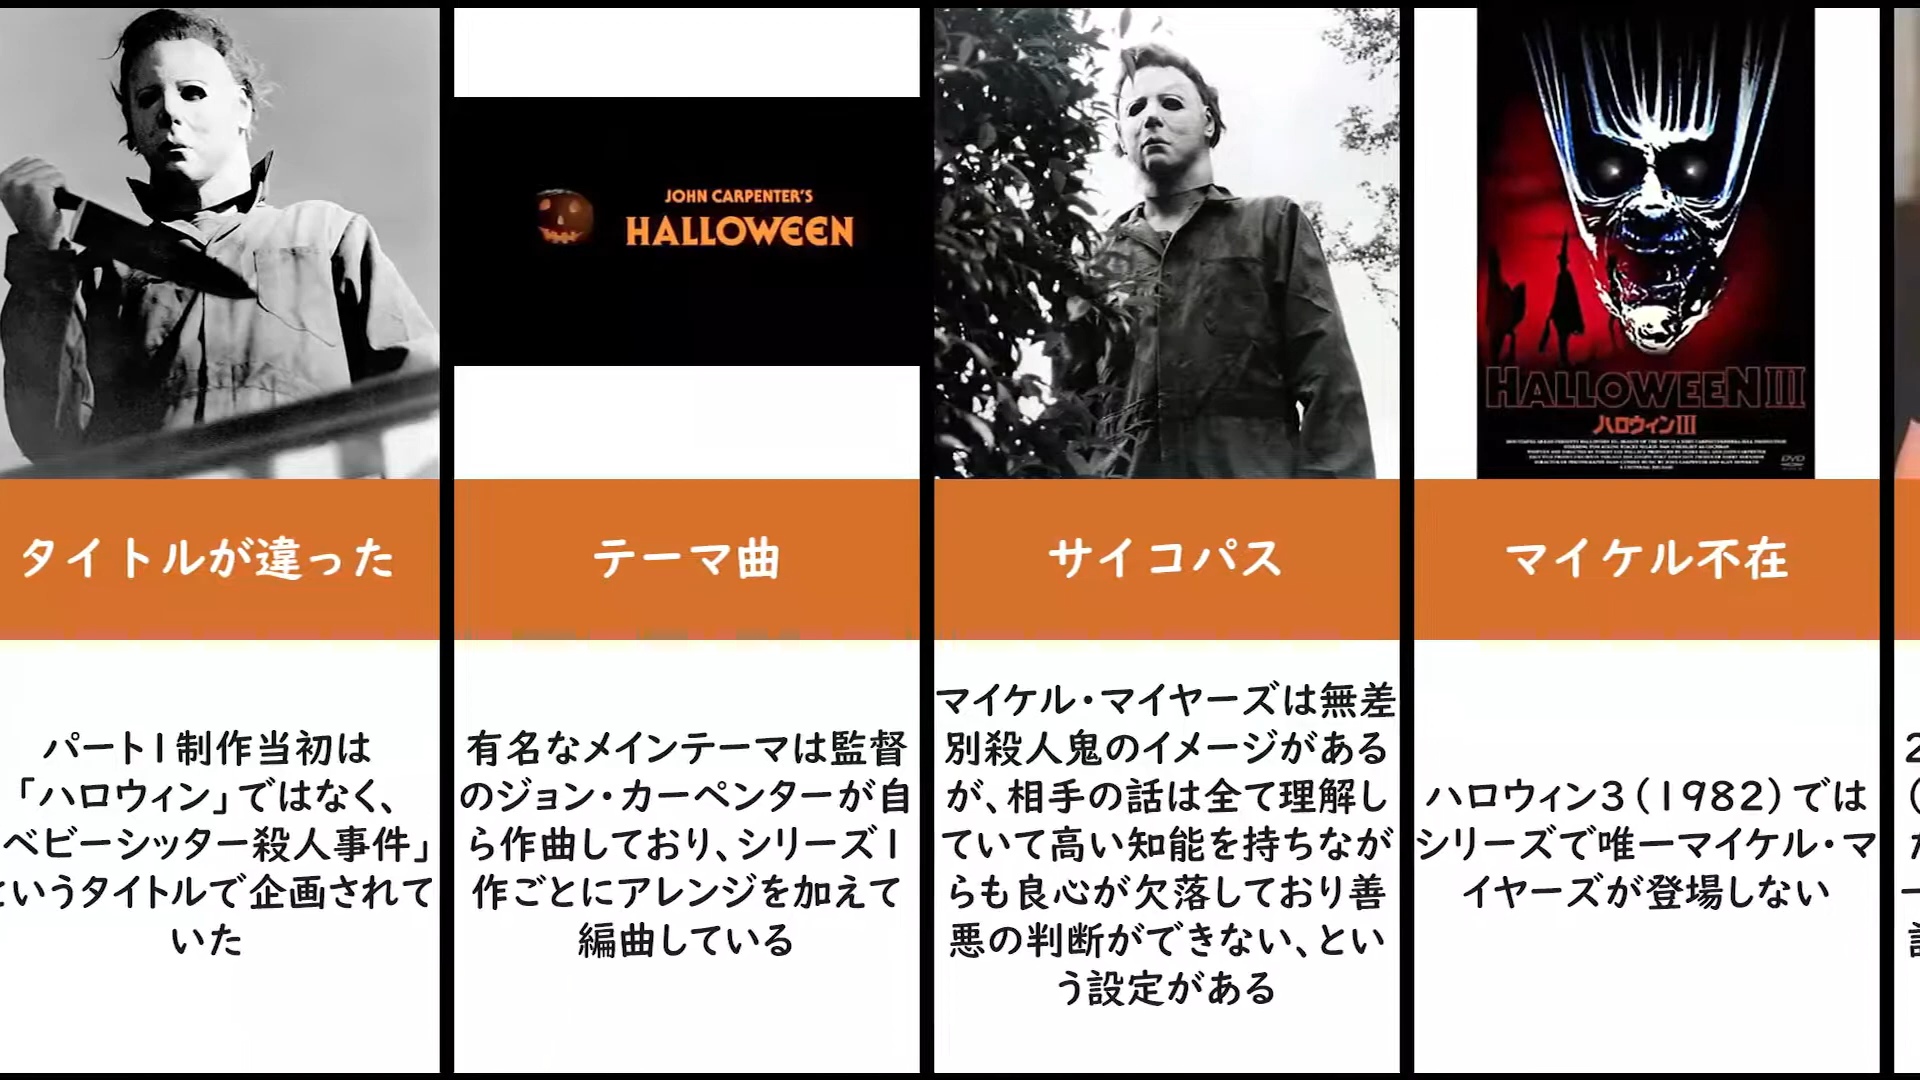 タイトルが違った
パート1制作当初は
「ハロウィン」ではなく、
ベビーシッター殺人事件」
というタイトルで企画されて
いた
JOHN CARPENTER'S
HALLOWEEN
テーマ曲
有名なメインテーマは監督
のジョン・カーペンターが自
ら作曲しており、シリーズ1
作ごとにアレンジを加えて
編曲している
サイコパス
マイケル・マイヤーズは無差
別殺人鬼のイメージがある
が、相手の話は全て理解し
ていて高い知能を持ちなが
らも良心が欠落しており善
悪の判断ができない、とい
う設定がある
HALLOWEEN III
ハロウィンIII
DVD
マイケル不在
ハロウィン3(1982)では
シリーズで唯一マイケル・マ
イヤーズが登場しない